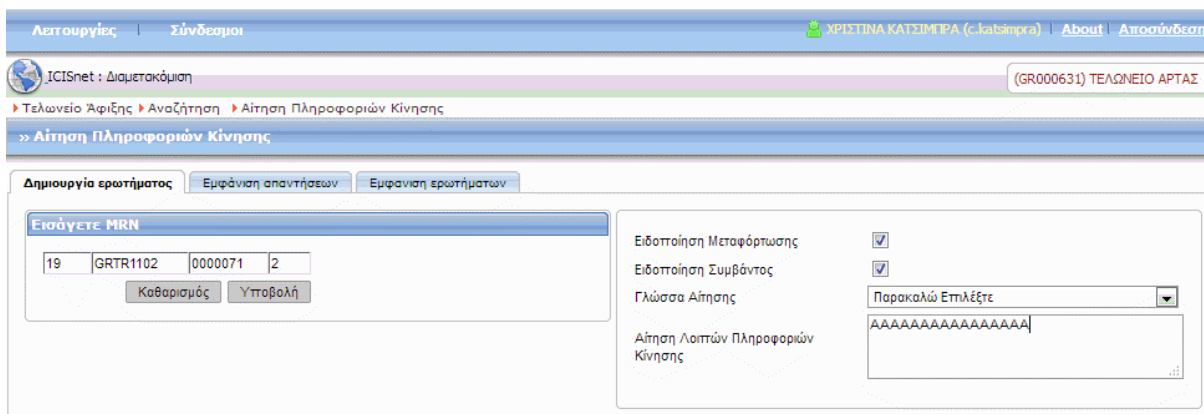 Λειτουργίες | Σύνδεσμοι ΧΡΙΣΤΙΝΑ ΚΑΤΣΙΜΠΡΑ (c.katsimpra) | About | Αποσύνδεση
ICISnet : Διαμετακόμιση (GR000631) ΤΕΛΩΝΕΙΟ ΑΡΤΑΣ
Τελωνείο Άφιξης Αναζήτηση Αίτηση Πληροφοριών Κίνησης
» Αίτηση Πληροφοριών Κίνησης
Δημιουργία ερωτήματος Εμφάνιση απαντήσεων Εμφανιση ερωτημάτων
Εισάγετε MRN
19 GRTR1102 0000071 2
Καθαρισμός Υποβολή
Ειδοποίηση Μεταφόρτωσης
Ειδοποίηση Συμβάντος
Γλώσσα Αίτησης Παρακαλώ Επιλέξτε
Αίτηση Λοιπών Πληροφοριών Κίνησης
ΑΑΑΑΑΑΑΑΑΑΑΑΑΑΑΑ